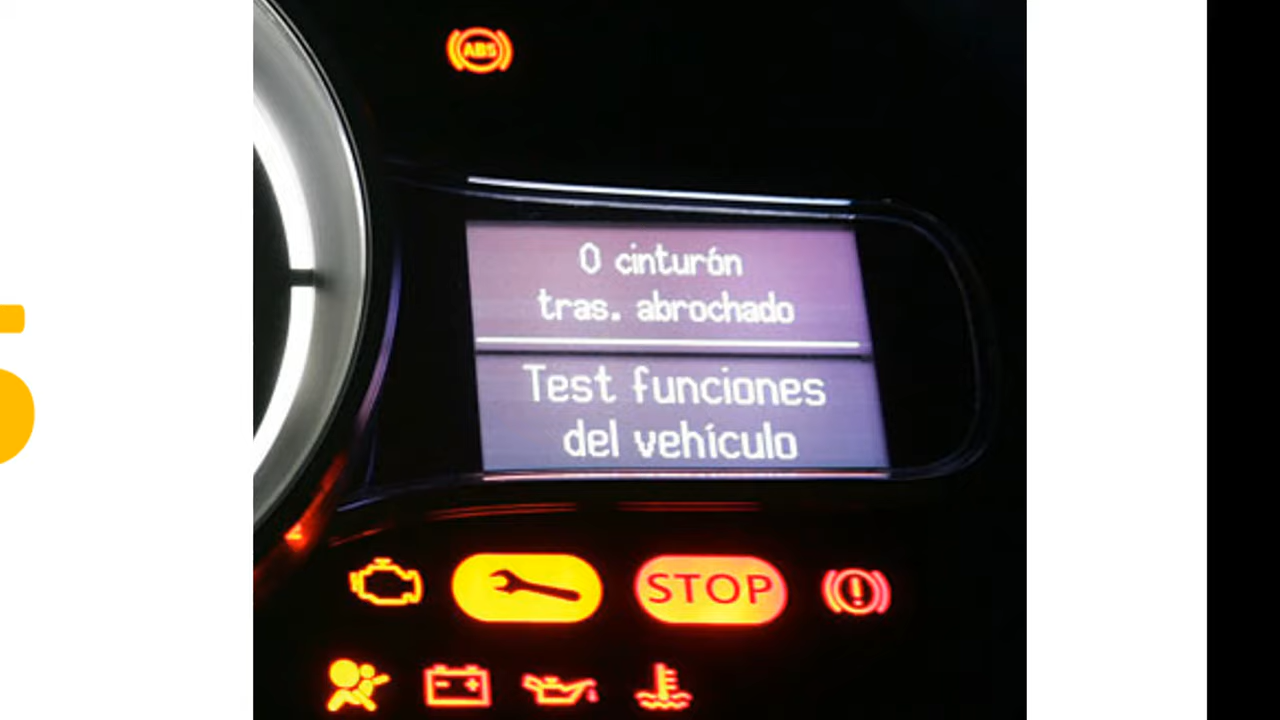 ABS
0 cinturón
tras. abrochado
Test funciones
del vehículo
STOP